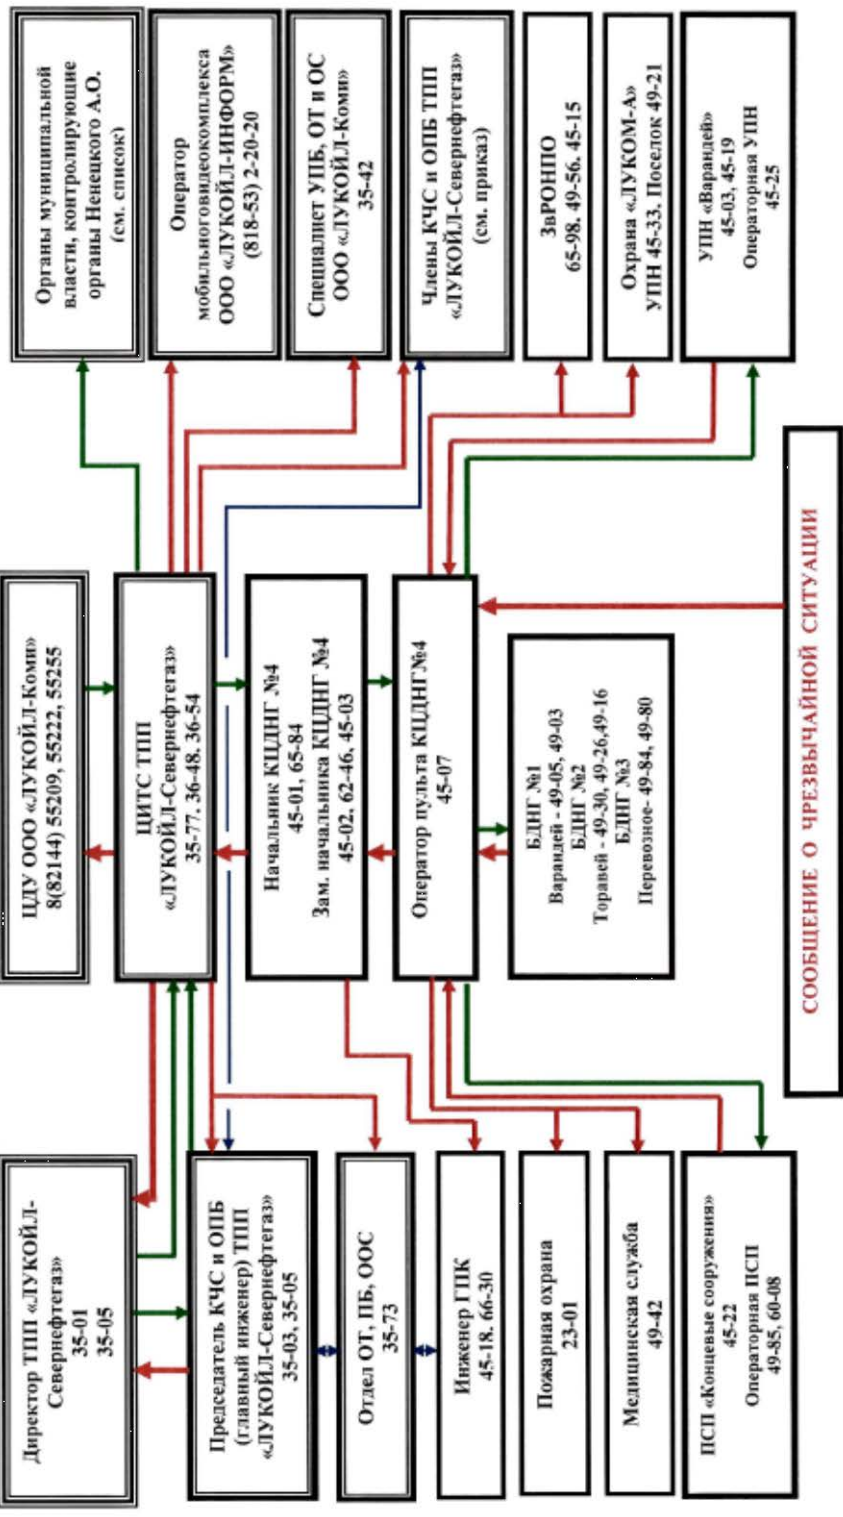 Директор ТПП «ЛУКОЙЛ-
Севернефтегаз»
35-01
35-05
Председатель КЧС и ОПБ
(главный инженер) ТПП
«ЛУКОЙЛ-Севернефтегаз»
35-03, 35-05
Отдел ОТ, ПБ, ООС
35-73
Инженер ГПК
45-18. 66-30
Пожарная охрана
23-01
Медицинская служба
49-42
ПСП «Концевые сооружения»
45-22
Операторная ПСП
49-85, 60-08
ЦДУ ООО «ЛУКОЙЛ-Коми»
8(82144) 55209, 55222, 55255
ЦИТС ТПП
«ЛУКОЙЛ-Севернефтегаз»
35-77. 36-48. 36-54
Начальник КЦДНГ №4
45-01, 65-84
Зам. начальника КЦДНГ №4
45-02. 62-46, 45-03
Оператор пульта КЦДНГ№4
45-07
БДНГ №1
Варандей - 49-05, 49-03
БДНГ №2
Торавей - 49-30, 49-26,49-16
БДНГ №3
Перевозное- 49-84, 49-80
СООБЩЕНИЕ О ЧРЕЗВЫЧАЙНОЙ СИТУАЦИИ
Органы муниципальной
власти, контролирующие
органы Ненецкого А.О.
(см. список)
Оператор
мобильноговидеокомплекса
ООО «ЛУКОЙЛ-ИНФОРМ»
(818-53) 2-20-20
Специалист УПБ, ОТ и ОС
ООО «ЛУКОЙЛ-Коми»
35-42
Члены КЧС и ОПБ ТПП
«ЛУКОЙЛ-Севернефтегаз»
(см. приказ)
ЗвРОНПО
65-98. 49-56. 45-15
Охрана «ЛУКОМ-А»
УПН 45-33. Поселок 49-21
УПН «Варандей»
45-03, 45-19
Операторная УПН
45-25